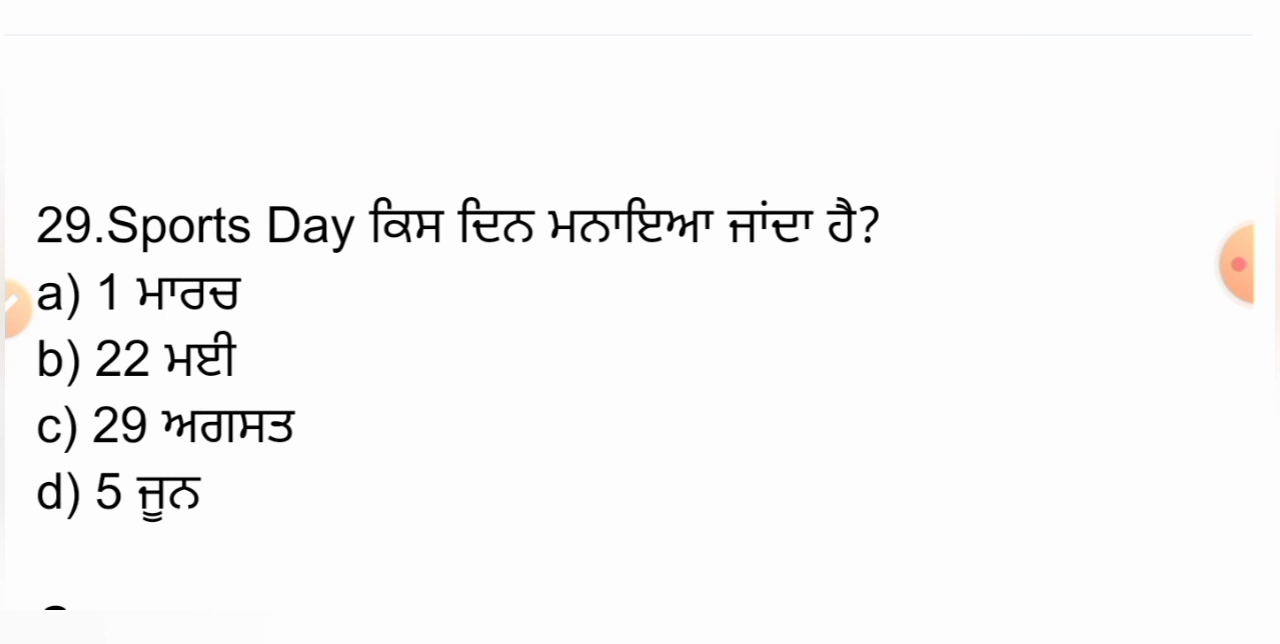 29.Sports Day ਕਿਸ ਦਿਨ ਮਨਾਇਆ ਜਾਂਦਾ ਹੈ?
a) 1 ਮਾਰਚ
b) 22 ਮਈ
c) 29 ਅਗਸਤ
d) 5 ਜੂਨ